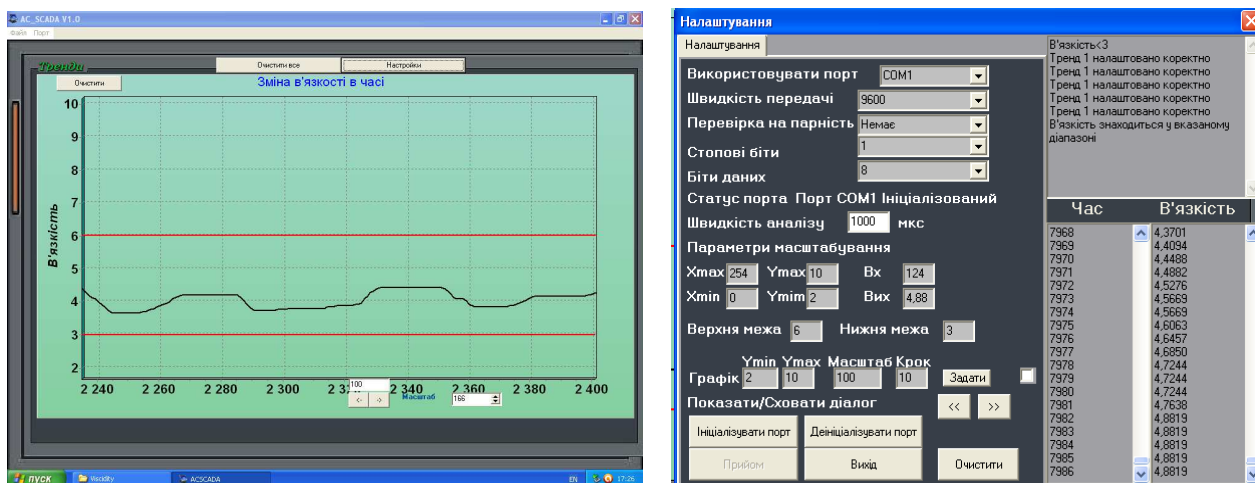 AC_SCADA V1.0
Файл Порт
Тренды
Очистити все
Настройки
Очистити
Зміна в'язкості в часі
В'язкість
10
9
8
7
6
5
4
3
2
2 240 2 260 2 280 2 300 2 340 2 360 2 380 2 400
100
<- ->
Масштаб 166
пуск Viscidity ACSCADA EN 17:26
Налаштування
Налаштування
Використовувати порт COM1
Швидкість передачі 9600
Перевірка на парність Немає
Стопові біти 1
Біти даних 8
Статус порта Порт COM1 Ініціалізований
Швидкість аналізу 1000 мкс
Параметри масштабування
Xmax 254 Ymax 10 Вх 124
Xmin 0 Ymim 2 Вих 4,88
Верхня межа 6 Нижня межа 3
Ymin Ymax Масштаб Крок
Графік 2 10 100 10 Задати
Показати/Сховати діалог << >>
Ініціалізувати порт Деініціалізувати порт
Прийом Вихід Очистити
В'язкість<3
Тренд 1 налаштовано коректно
Тренд 1 налаштовано коректно
Тренд 1 налаштовано коректно
Тренд 1 налаштовано коректно
Тренд 1 налаштовано коректно
В'язкість знаходиться у вказаному
діапазоні
Час В'язкість
7968 4,3701
7969 4,4094
7970 4,4488
7971 4,4882
7972 4,5276
7973 4,5669
7974 4,5669
7975 4,6063
7976 4,6457
7977 4,6850
7978 4,7244
7979 4,7244
7980 4,7244
7981 4,7638
7982 4,8819
7983 4,8819
7984 4,8819
7985 4,8819
7986 4,8819